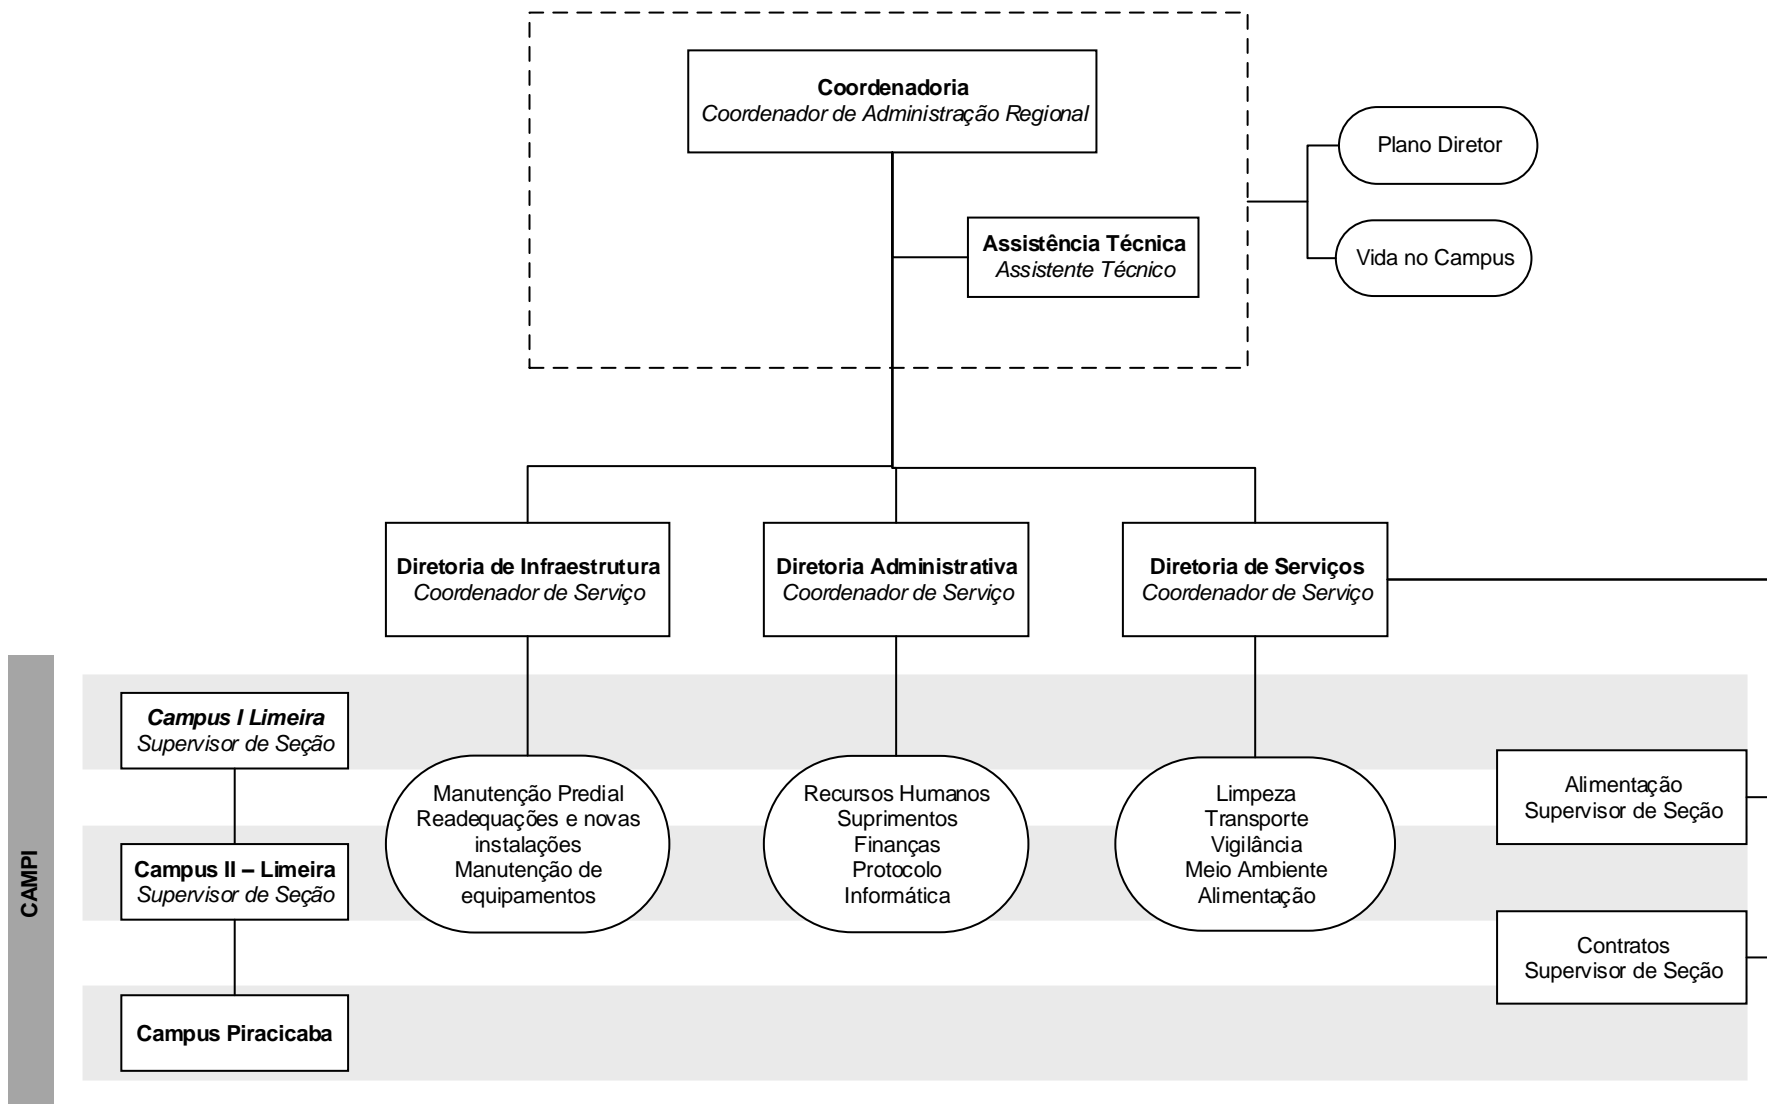 Coordenadoria
Coordenador de Administração Regional
Plano Diretor
Assistência Técnica
Assistente Técnico
Vida no Campus
Diretoria de Infraestrutura
Coordenador de Serviço
Diretoria Administrativa
Coordenador de Serviço
Diretoria de Serviços
Coordenador de Serviço
CAMPI
Campus I Limeira
Supervisor de Seção
Campus II – Limeira
Supervisor de Seção
Campus Piracicaba
Manutenção Predial
Readequações e novas
instalações
Manutenção de
equipamentos
Recursos Humanos
Suprimentos
Finanças
Protocolo
Informática
Limpeza
Transporte
Vigilância
Meio Ambiente
Alimentação
Alimentação
Supervisor de Seção
Contratos
Supervisor de Seção